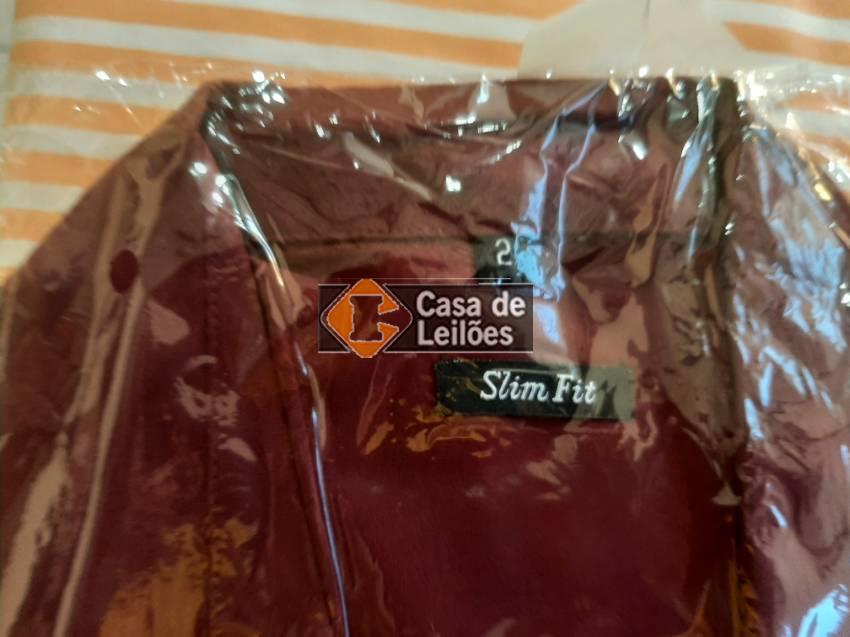 2
Casa de
Leilões
Slim Fit